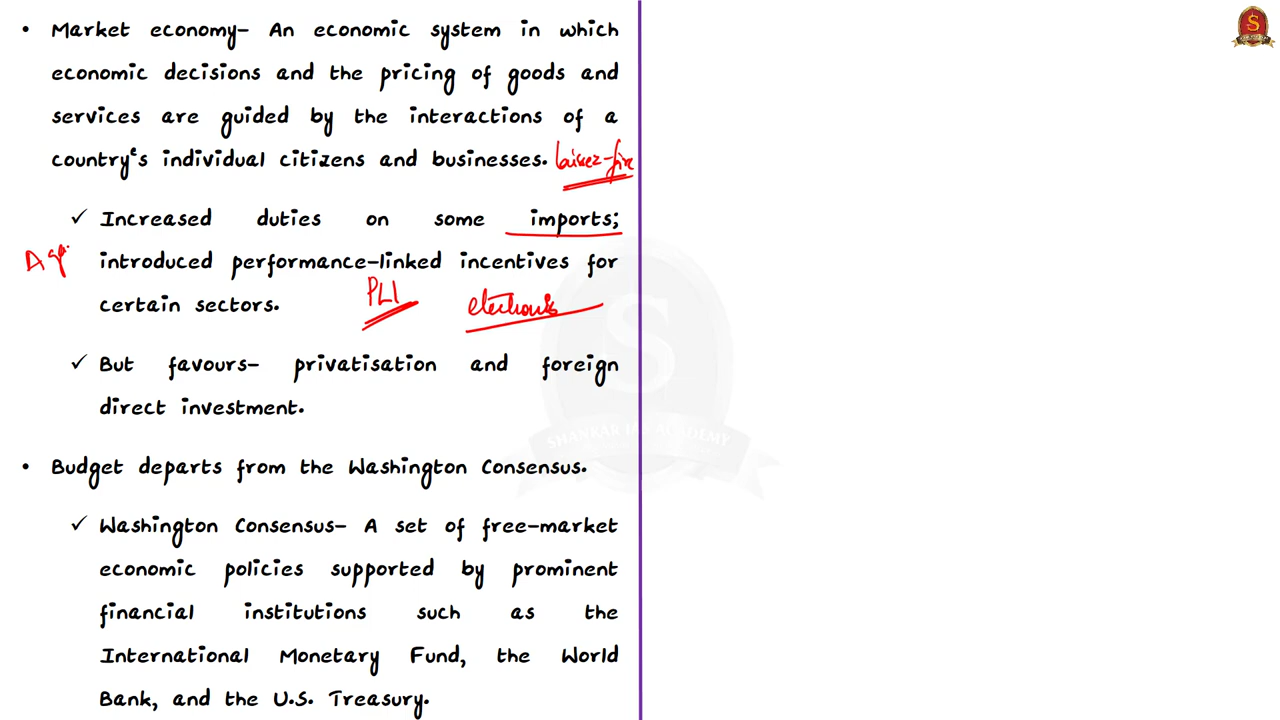 • Market economy- An economic system in which
economic decisions and the pricing of goods and
services are guided by the interactions of a
country's individual citizens and businesses.
✓ Increased duties on some imports;
introduced performance-linked incentives for
certain sectors.
PLI
electronics
✓ But favours- privatisation and foreign
direct investment.
SHANKAR IAS ACADEMY
• Budget departs from the Washington Consensus.
✓ Washington Consensus- A set of free-market
economic policies supported by prominent
financial institutions such as the
International Monetary Fund, the World
Bank, and the U.S. Treasury.